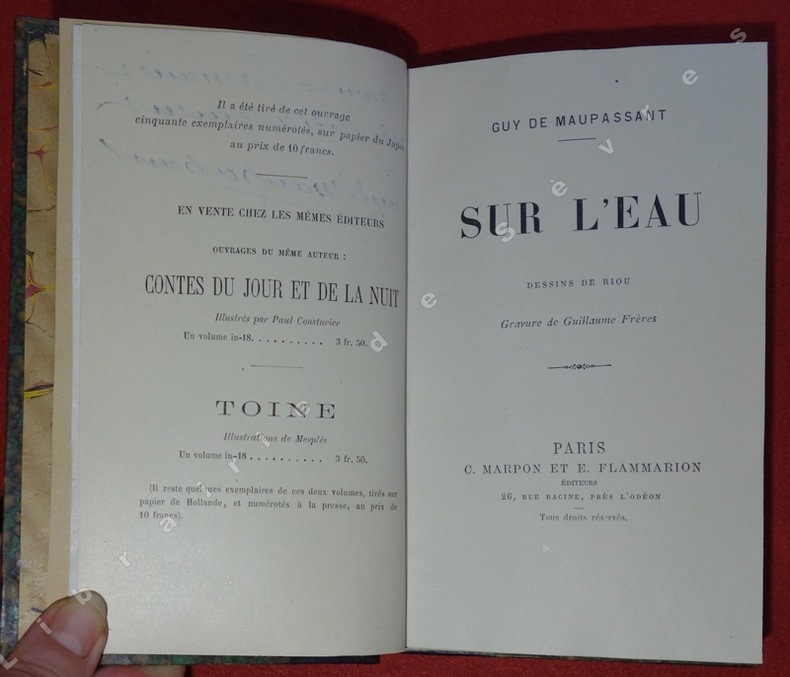 Il a été tiré de cet ouvrage
cinquante exemplaires numérotés, sur papier du Japon
au prix de 10 francs.
EN VENTE CHEZ LES MÊMES ÉDITEURS
OUVRAGES DU MÊME AUTEUR :
CONTES DU JOUR ET DE LA NUIT
Illustrés par Paul Cousturier
Un volume in-18. . . . . . . . . . 3 fr. 50.
TOINE
Illustrations de Mesplès
Un volume in-18 . . . . . . . . . . 3 fr. 50.
(Il reste quelques exemplaires de ces deux volumes, tirés sur
papier de Hollande, et numérotés à la presse, au prix de
10 francs).
GUY DE MAUPASSANT
SUR L'EAU
DESSINS DE RIOU
Gravure de Guillaume Frères
PARIS
C. MARPON ET E. FLAMMARION
ÉDITEURS
26, RUE RACINE, PRÈS L'ODÉON
Tous droits réservés.
Librairie de sèvres